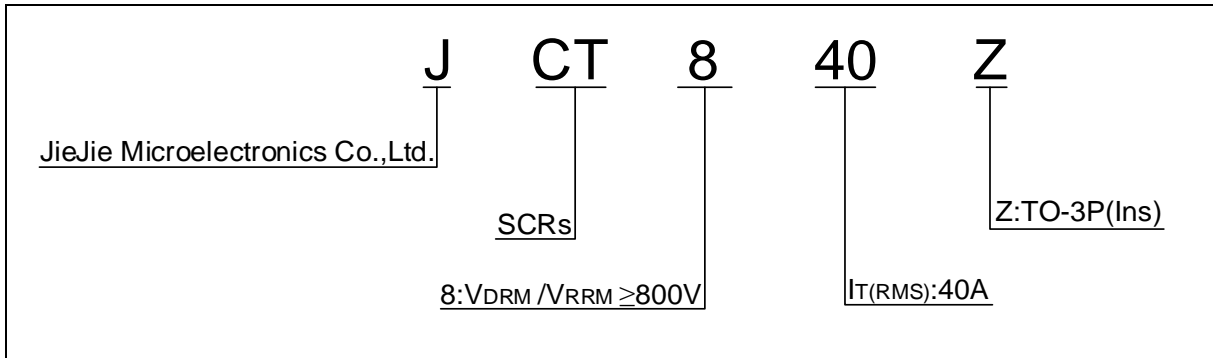 J CT 8 40 Z
JieJie Microelectronics Co.,Ltd.
SCRs
Z:TO-3P(Ins)
8:VDRM /VRRM ≥800V
IT(RMS):40A